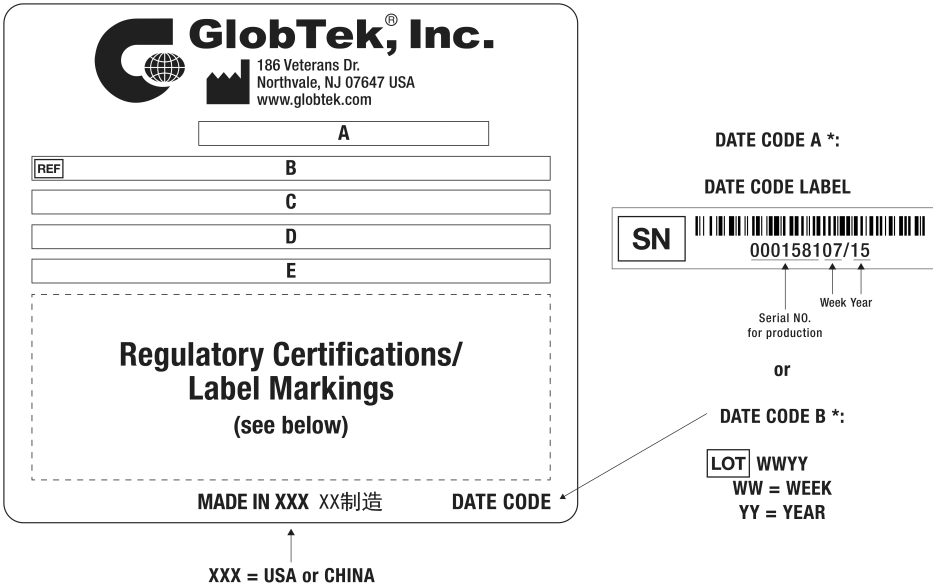 GlobTek, Inc.®
186 Veterans Dr.
Northvale, NJ 07647 USA
www.globtek.com
A
REF B
C
D
E
Regulatory Certifications/
Label Markings
(see below)
MADE IN XXX XX制造 DATE CODE
XXX = USA or CHINA
DATE CODE A *:
DATE CODE LABEL
SN
000158107/15
Week Year
Serial NO.
for production
or
DATE CODE B *:
LOT WWYY
WW = WEEK
YY = YEAR